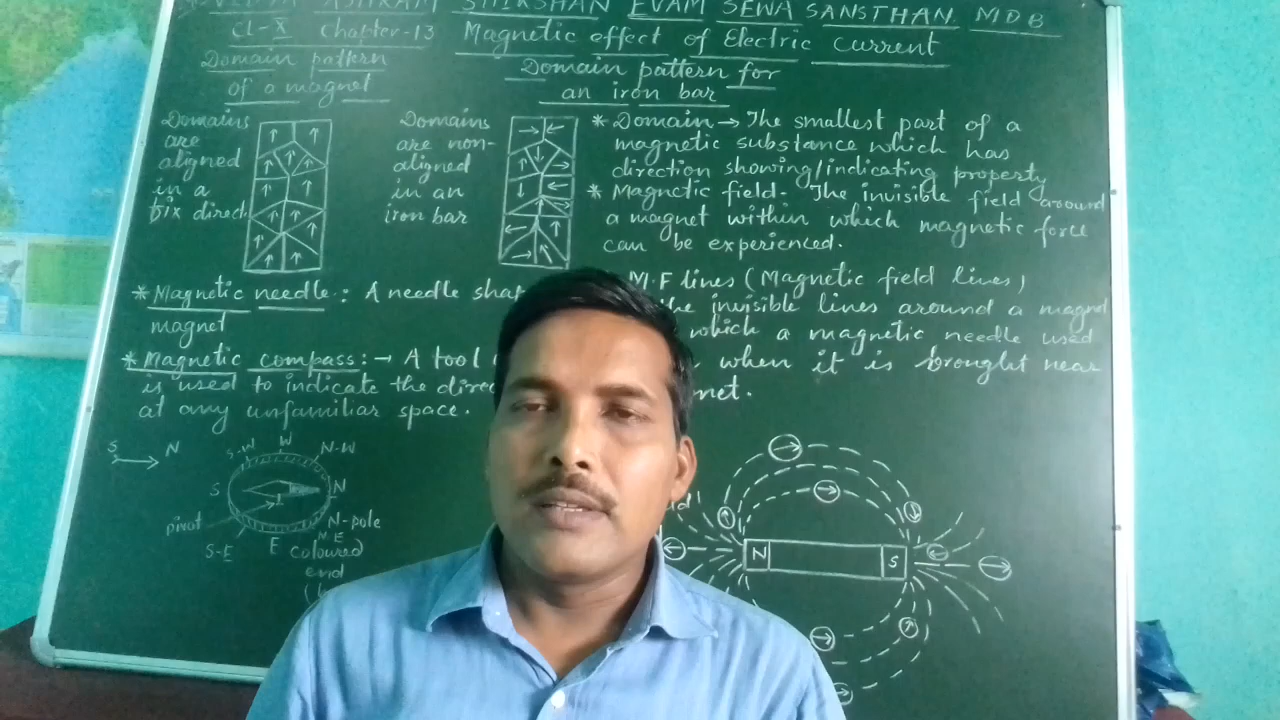 ASHRAM SHIKSHAN EVAM SEWA SANSTHAN. M.D.B
CL-X Chapter-13 Magnetic effect of Electric current
Domain pattern
of a magnet
Domains
are
aligned
in a
fix direct
Domain pattern for
an iron bar
Domains
are non-
aligned
in an
iron bar
* Domain → The smallest part of a
magnetic substance which has
direction showing/indicating property
* Magnetic field- The invisible field around
a magnet within which magnetic force
can be experienced.
* Magnetic needle: A needle shap
magnet
* Magnetic compass: → A tool
is used to indicate the direc
at any unfamiliar space.
M.F lines (Magnetic field lines)
the invisible lines around a magnet
which a magnetic needle used
when it is brought near
net.
S N
S-W W N-W
S N
pivot
N-pole
S-E E N E
coloured
end
N S